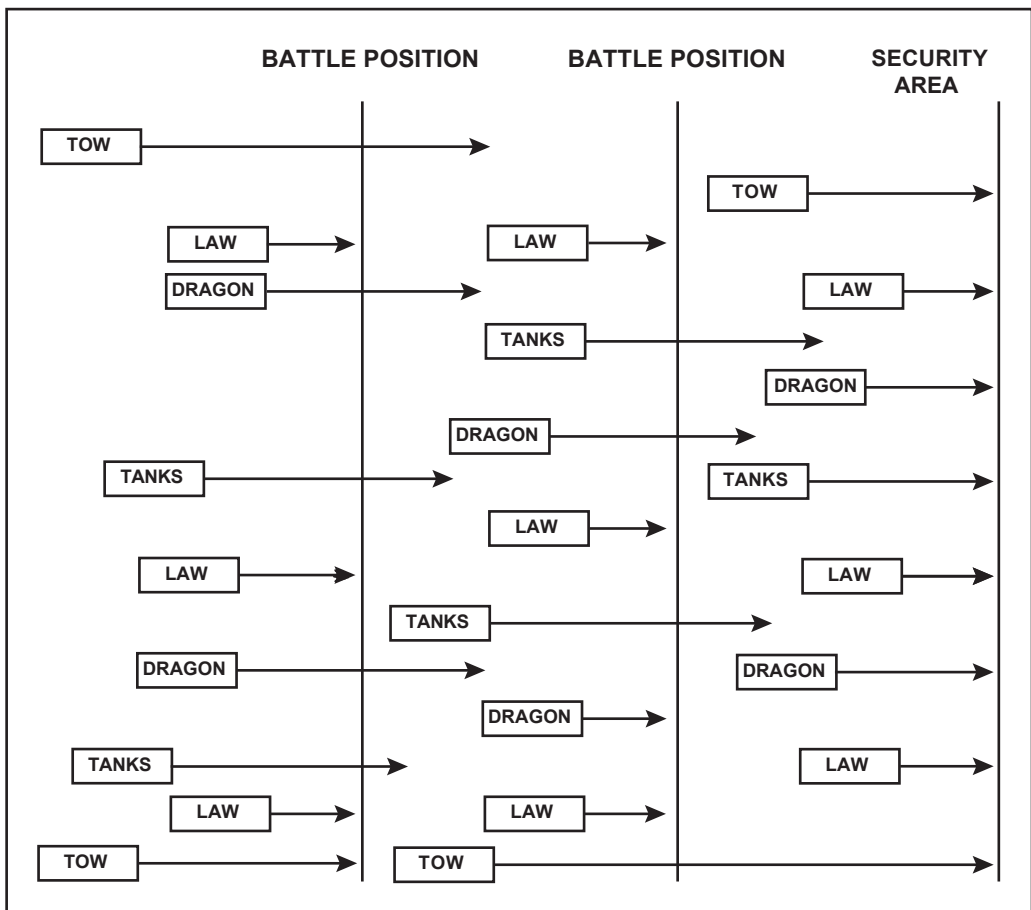 BATTLE POSITION BATTLE POSITION SECURITY
AREA
TOW
TOW
LAW LAW
DRAGON LAW
TANKS
DRAGON
DRAGON
TANKS TANKS
LAW
LAW LAW
TANKS
DRAGON DRAGON
DRAGON
TANKS LAW
LAW LAW
TOW TOW